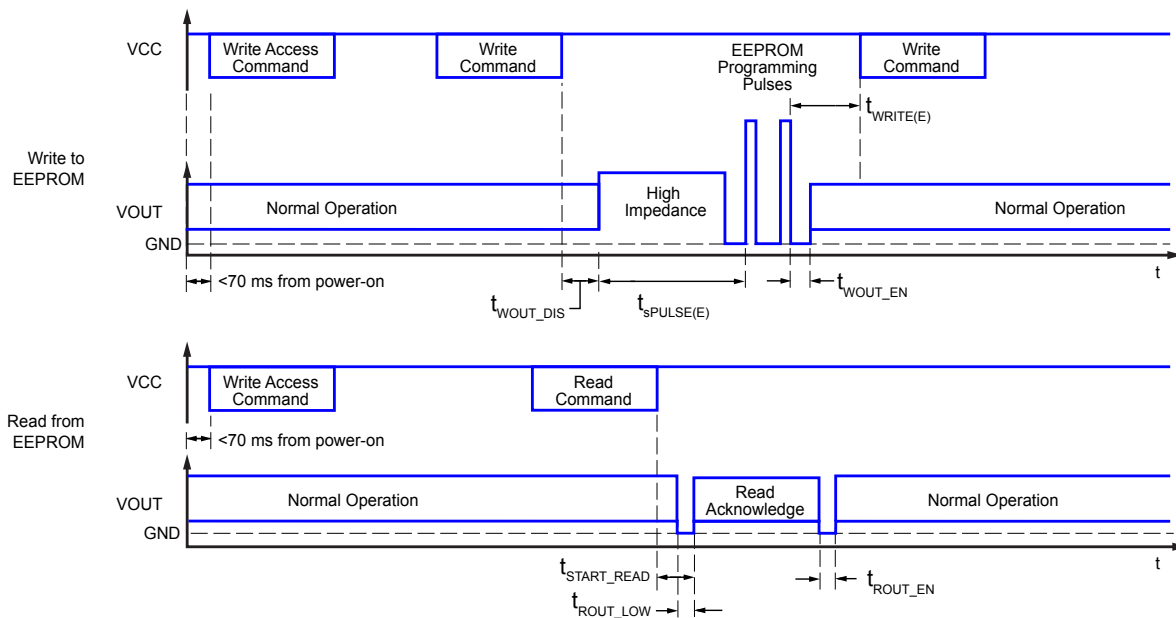 VCC
Write Access
Command
Write
Command
EEPROM
Programming
Pulses
Write
Command
tWRITE(E)
Write to
EEPROM
VOUT
Normal Operation
High
Impedance
Normal Operation
GND
t
<70 ms from power-on
tWOUT_DIS
tsPULSE(E)
tWOUT_EN
VCC
Write Access
Command
Read
Command
Read from
EEPROM
<70 ms from power-on
VOUT
Normal Operation
Read
Acknowledge
Normal Operation
GND
t
tSTART_READ
tROUT_EN
tROUT_LOW